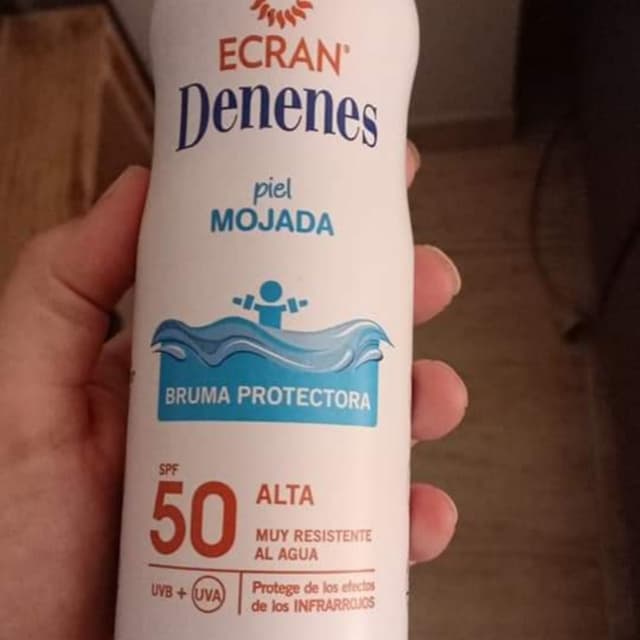 ECRAN®
Denenes
piel
MOJADA
BRUMA PROTECTORA
SPF
50
ALTA
MUY RESISTENTE
AL AGUA
UVB + UVA
Protege de los efectos
de los INFRARROJOS